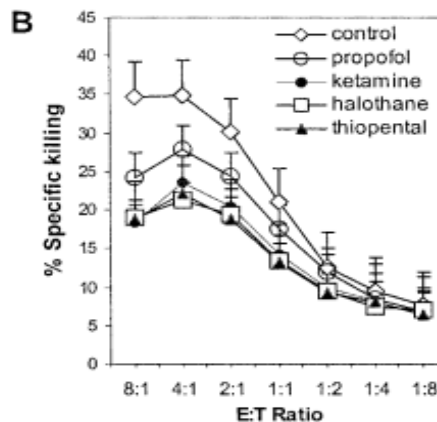 B
control
propofol
ketamine
halothane
thiopental
% Specific killing
45
40
35
30
25
20
15
10
5
0
8:1 4:1 2:1 1:1 1:2 1:4 1:8
E:T Ratio